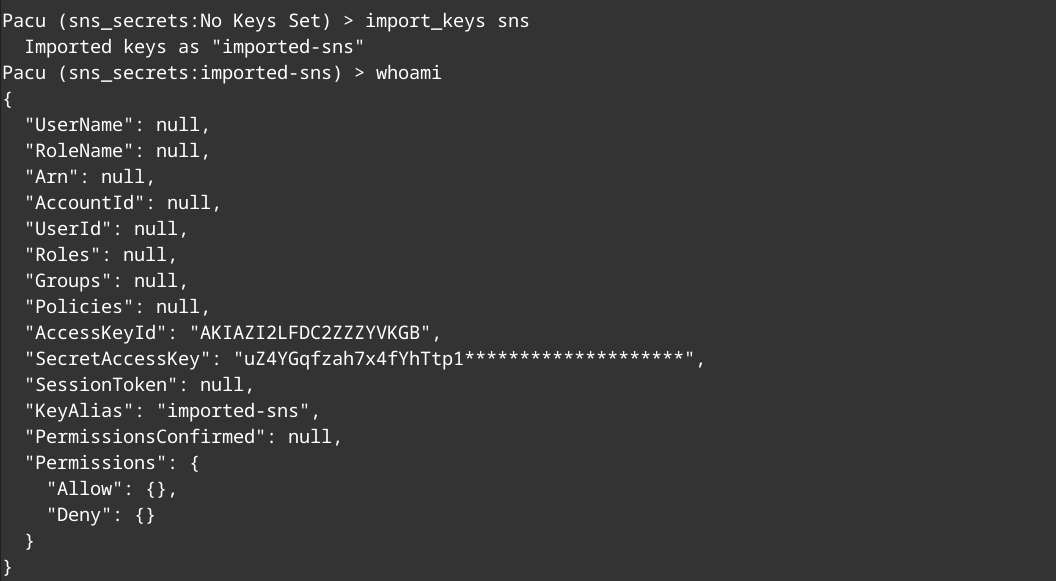 Pacu (sns_secrets:No Keys Set) > import_keys sns
  Imported keys as "imported-sns"
Pacu (sns_secrets:imported-sns) > whoami
{
  "UserName": null,
  "RoleName": null,
  "Arn": null,
  "AccountId": null,
  "UserId": null,
  "Roles": null,
  "Groups": null,
  "Policies": null,
  "AccessKeyId": "AKIAZI2LFDC2ZZZYVKGB",
  "SecretAccessKey": "uZ4YGqfzah7x4fYhTtp1********************",
  "SessionToken": null,
  "KeyAlias": "imported-sns",
  "PermissionsConfirmed": null,
  "Permissions": {
    "Allow": {},
    "Deny": {}
  }
}